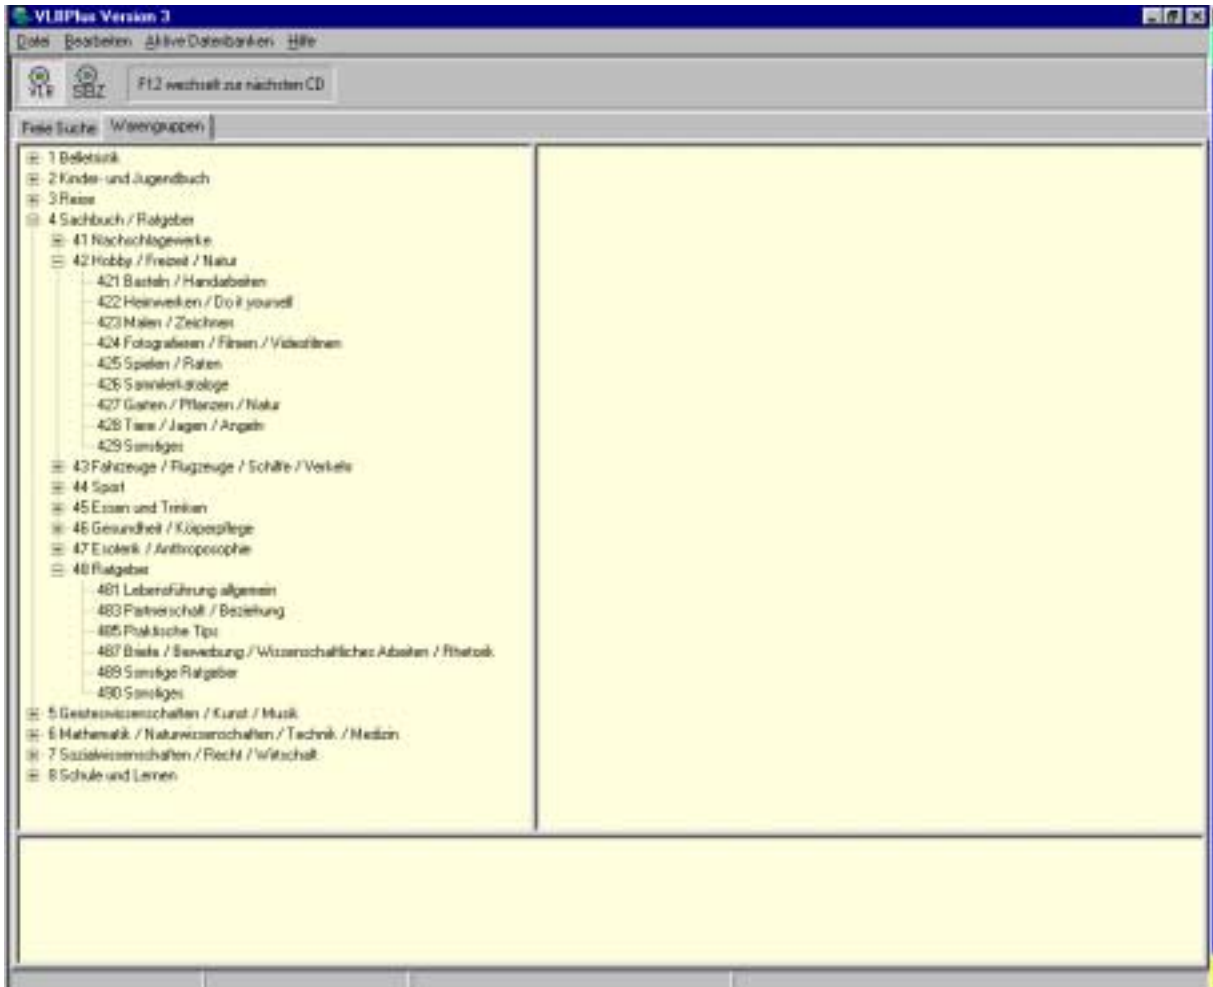 VLBPlus Version 3
Datei Bearbeiten Aktive Datenbanken Hilfe
VLB SBZ F12 wechselt zur nächsten CD
Freie Suche Warengruppen
1 Belletristik
2 Kinder- und Jugendbuch
3 Reise
4 Sachbuch / Ratgeber
41 Nachschlagewerke
42 Hobby / Freizeit / Natur
421 Basteln / Handarbeiten
422 Heimwerken / Do it yourself
423 Malen / Zeichnen
424 Fotografieren / Filmen / Videofilmen
425 Spielen / Raten
426 Sammlerkataloge
427 Garten / Pflanzen / Natur
428 Tiere / Jagen / Angeln
429 Sonstiges
43 Fahrzeuge / Flugzeuge / Schiffe / Verkehr
44 Sport
45 Essen und Trinken
46 Gesundheit / Körperpflege
47 Esoterik / Anthroposophie
48 Ratgeber
481 Lebensführung allgemein
483 Partnerschaft / Beziehung
485 Praktische Tips
487 Briefe / Bewerbung / Wissenschaftliches Arbeiten / Rhetorik
489 Sonstige Ratgeber
490 Sonstiges
5 Geisteswissenschaften / Kunst / Musik
6 Mathematik / Naturwissenschaften / Technik / Medizin
7 Sozialwissenschaften / Recht / Wirtschaft
8 Schule und Lernen